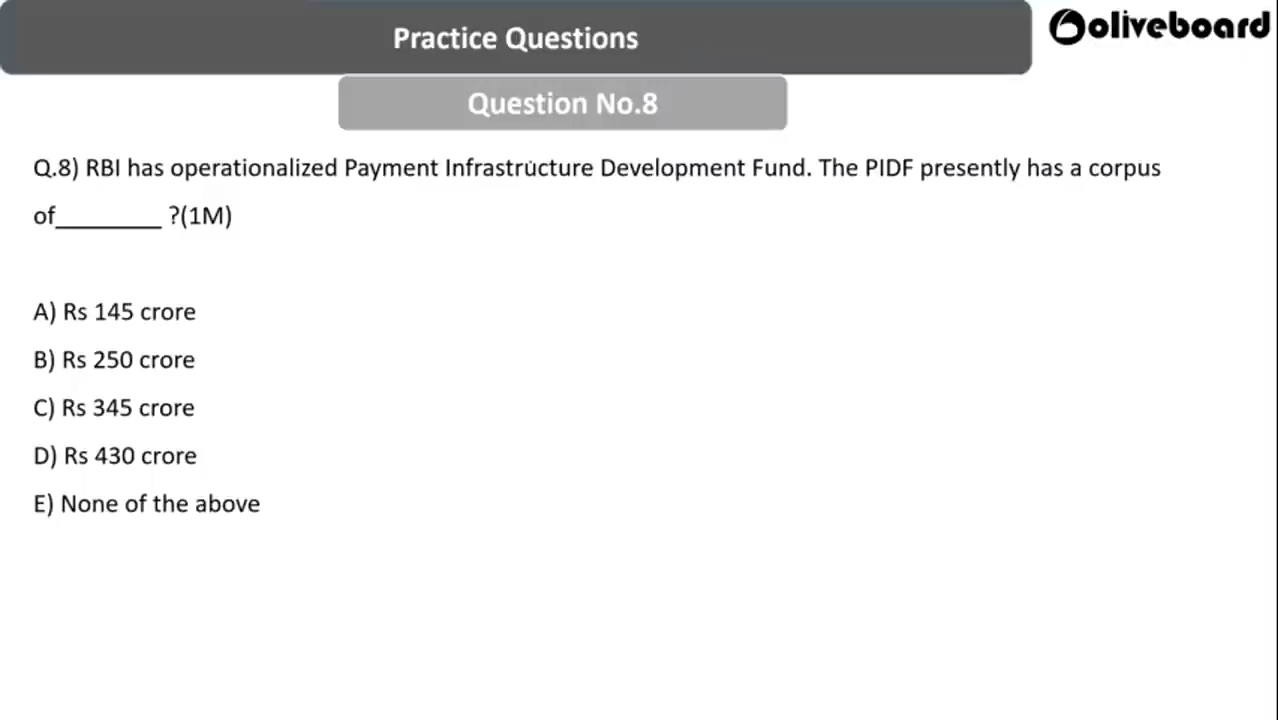 Practice Questions
oliveboard
Question No.8
Q.8) RBI has operationalized Payment Infrastructure Development Fund. The PIDF presently has a corpus
of________ ?(1M)
A) Rs 145 crore
B) Rs 250 crore
C) Rs 345 crore
D) Rs 430 crore
E) None of the above